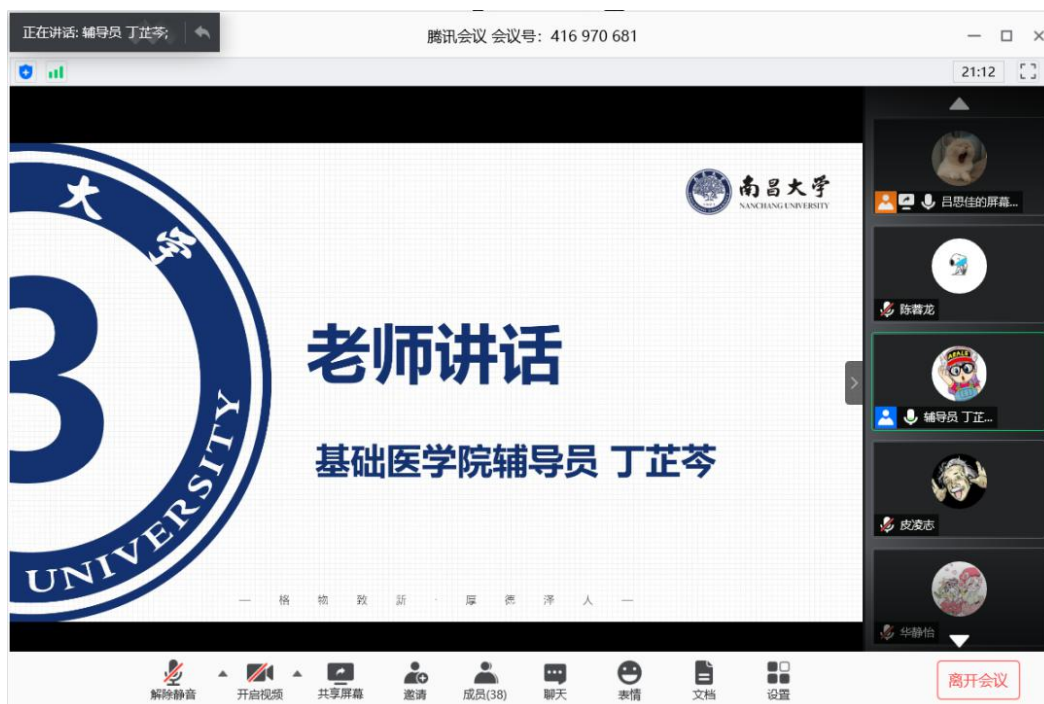 正在讲话: 辅导员 丁芷芩;
腾讯会议 会议号: 416 970 681
21:12
大 学
UNIVERSITY
3
南昌大学
NANCHANG UNIVERSITY
老师讲话
基础医学院辅导员 丁芷芩
— 格 物 致 新 · 厚 德 泽 人 —
吕思佳的屏幕...
陈蓉龙
辅导员 丁芷...
皮凌志
华静怡
解除静音
开启视频
共享屏幕
邀请
成员(38)
聊天
表情
文档
设置
离开会议